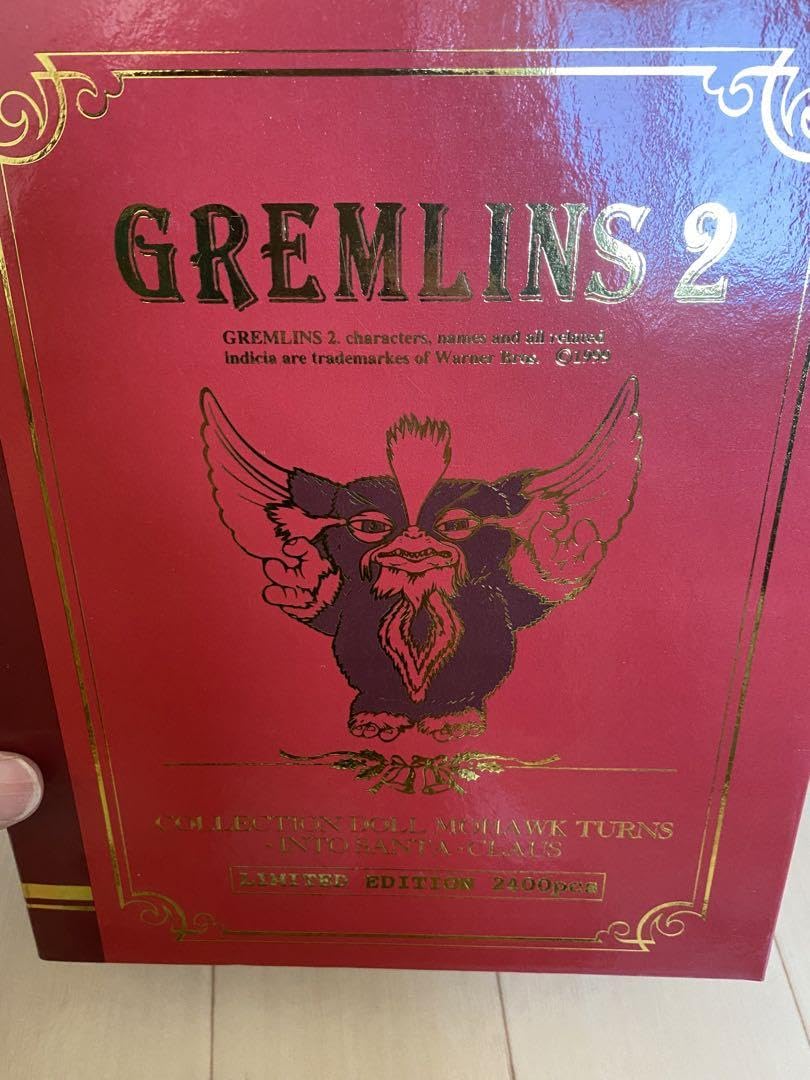 GREMLINS 2
GREMLINS 2. characters, names and all related
indicia are trademarkes of Warner Bros. ©1999
COLLECTION DOLL MOHAWK TURNS
-INTO SANTA-CLAUS
LIMITED EDITION 2400pcs